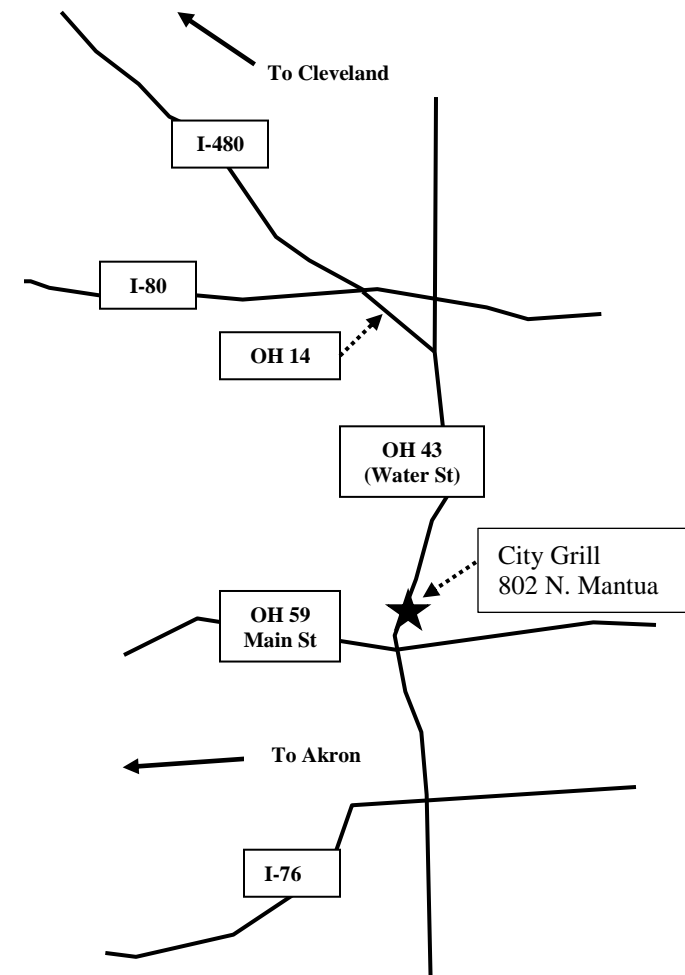 To Cleveland
I-480
I-80
OH 14
OH 43
(Water St)
City Grill
802 N. Mantua
OH 59
Main St
To Akron
I-76